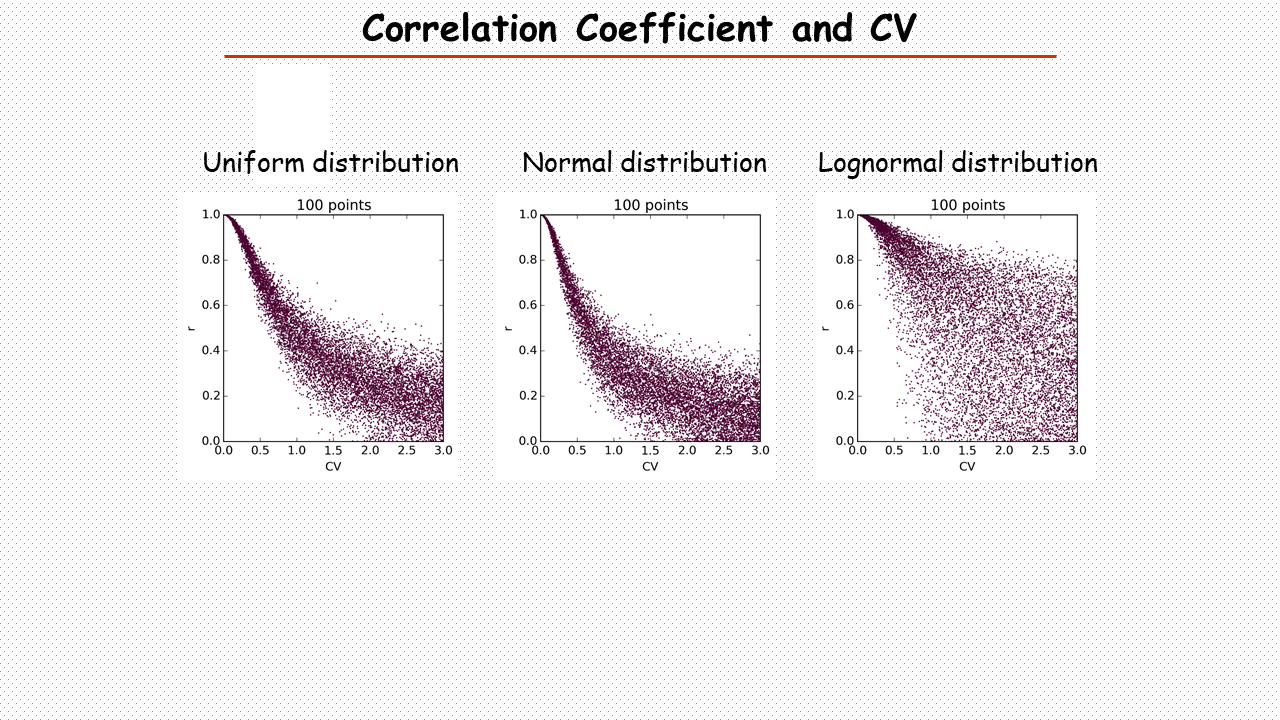 Correlation Coefficient and CV
Uniform distribution
Normal distribution
Lognormal distribution
100 points
1.0
0.8
0.6
0.4
0.2
0.0
r
0.0 0.5 1.0 1.5 2.0 2.5 3.0
CV
100 points
1.0
0.8
0.6
0.4
0.2
0.0
r
0.0 0.5 1.0 1.5 2.0 2.5 3.0
CV
100 points
1.0
0.8
0.6
0.4
0.2
0.0
r
0.0 0.5 1.0 1.5 2.0 2.5 3.0
CV